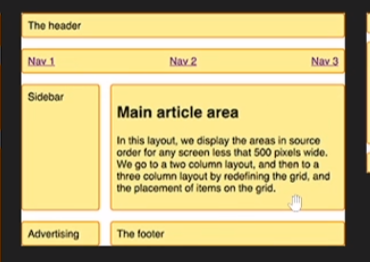 The header
Nav 1 Nav 2 Nav 3
Sidebar
Main article area
In this layout, we display the areas in source
order for any screen less that 500 pixels wide.
We go to a two column layout, and then to a
three column layout by redefining the grid, and
the placement of items on the grid.
Advertising The footer